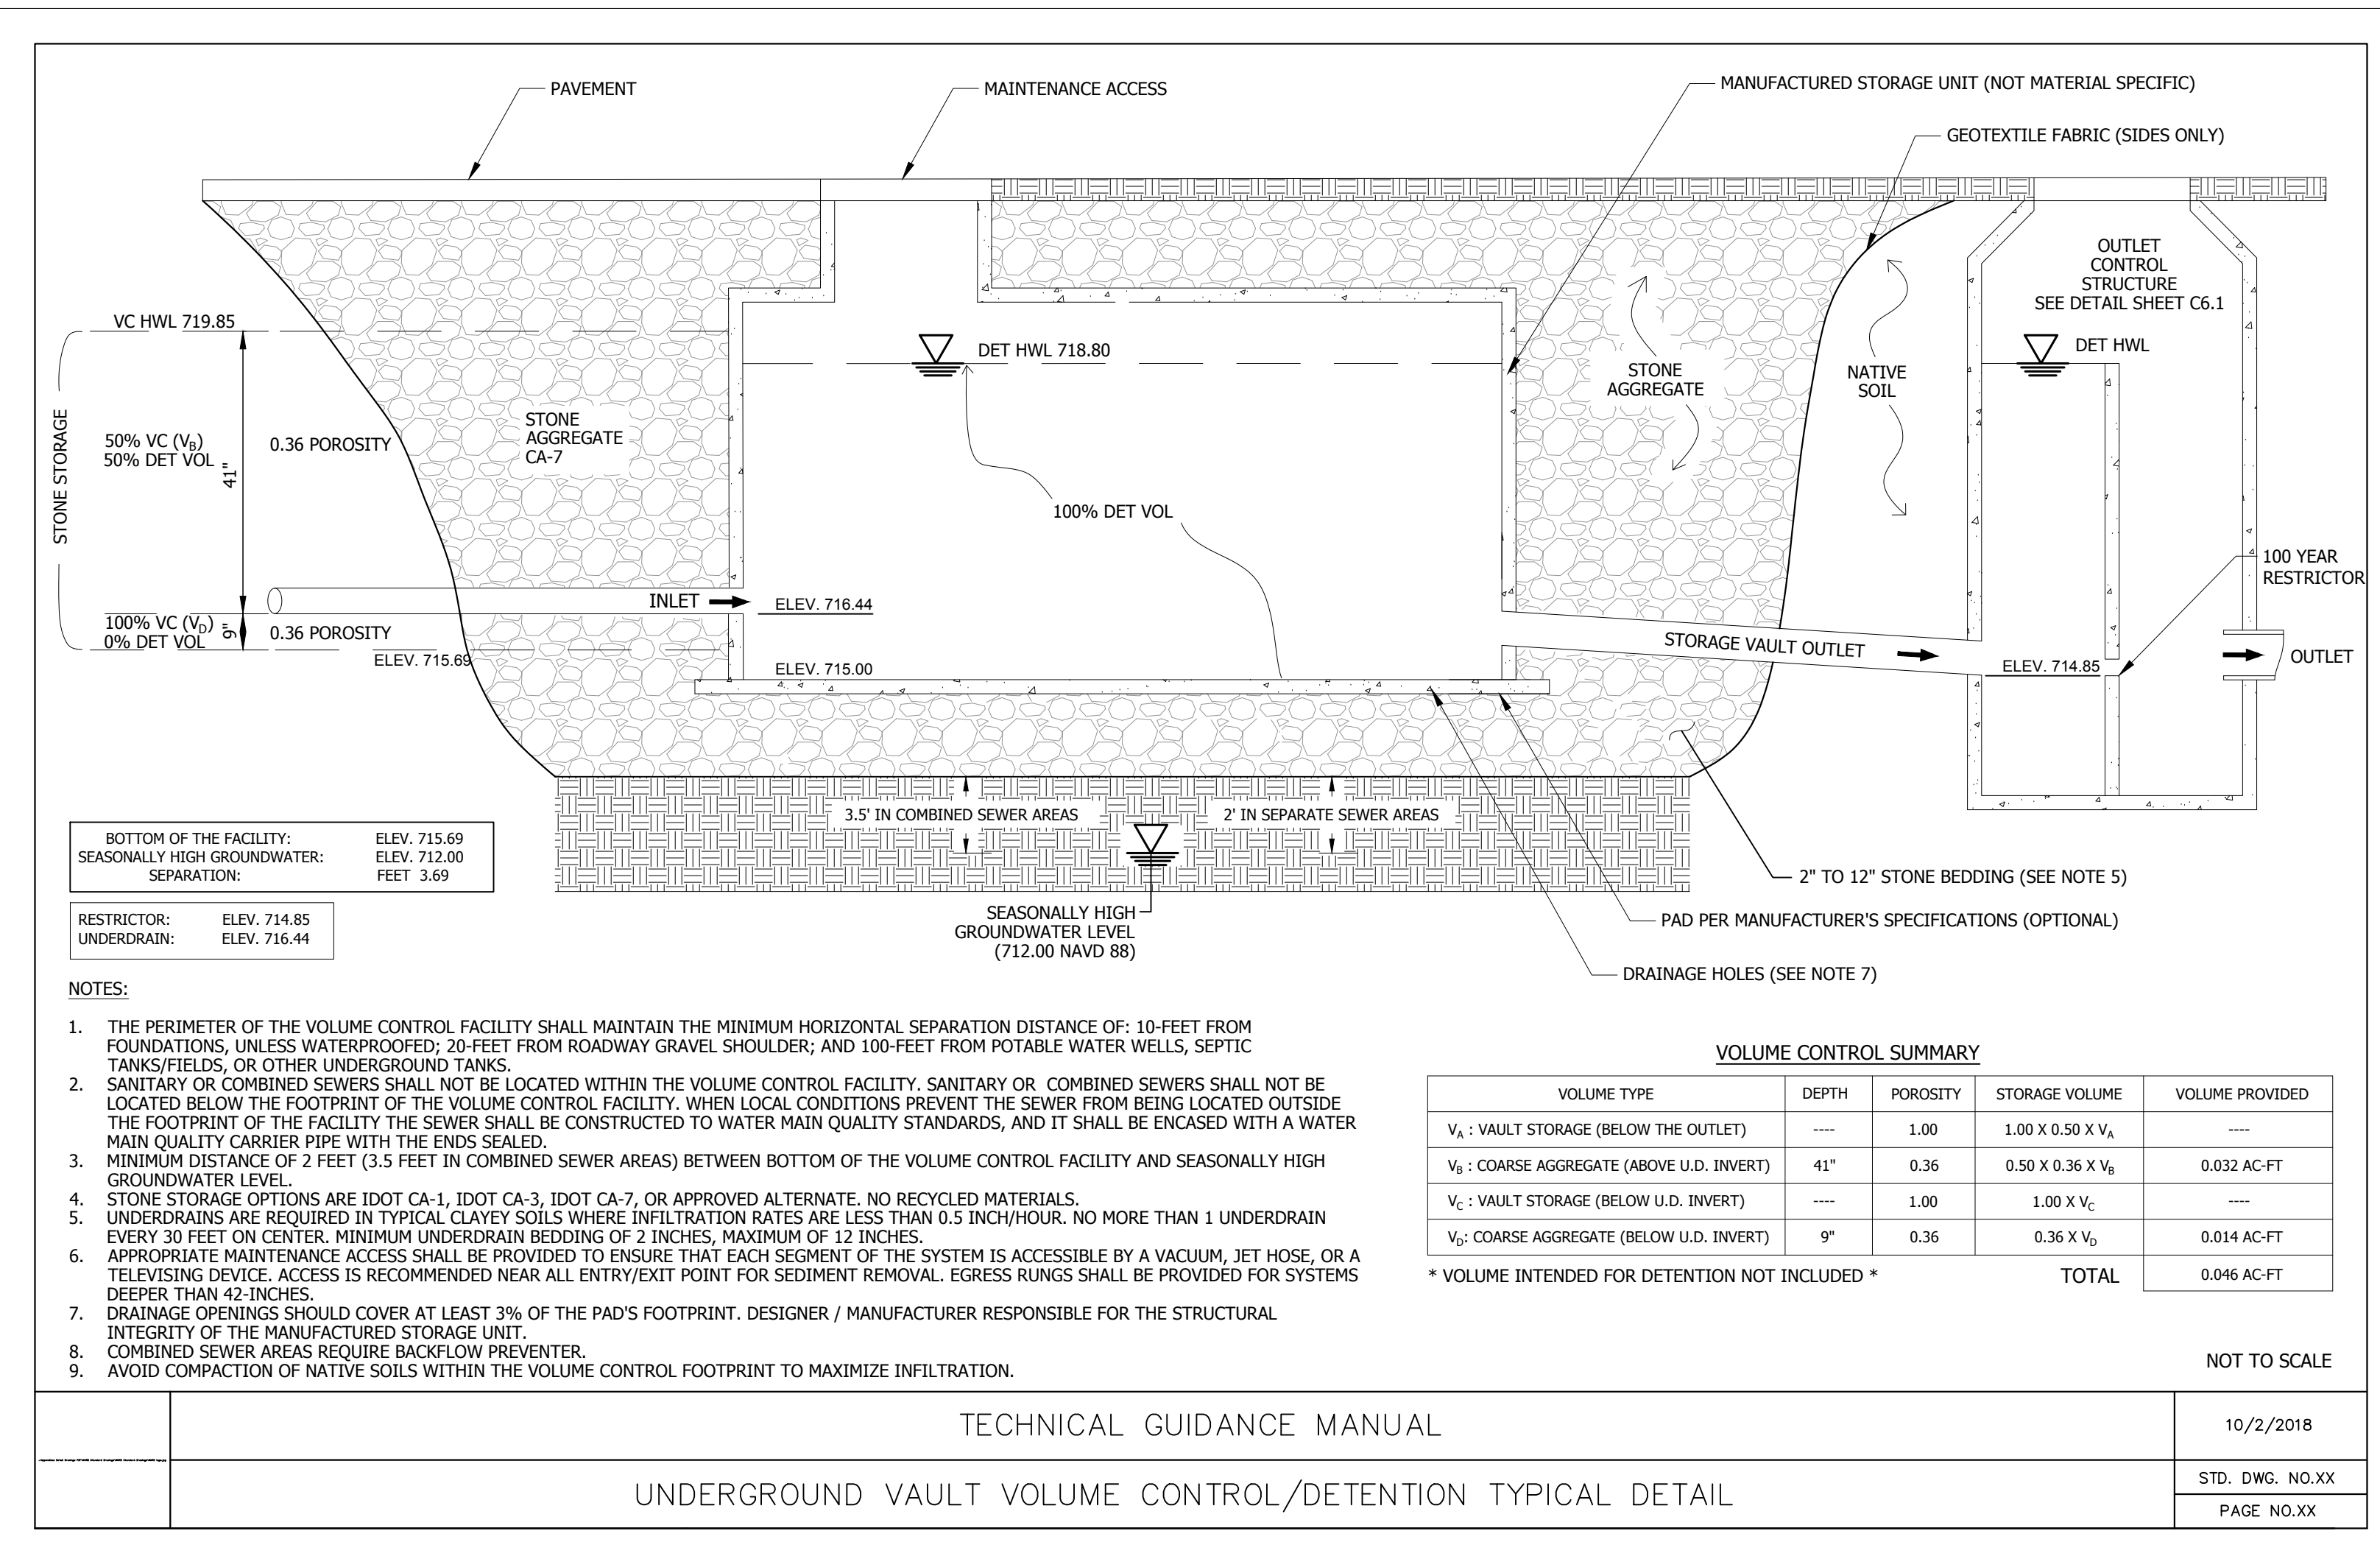 PAVEMENT
MAINTENANCE ACCESS
MANUFACTURED STORAGE UNIT (NOT MATERIAL SPECIFIC)
GEOTEXTILE FABRIC (SIDES ONLY)
OUTLET
CONTROL
STRUCTURE
SEE DETAIL SHEET C6.1
VC HWL 719.85
DET HWL 718.80
DET HWL
STONE
AGGREGATE
NATIVE
SOIL
STONE STORAGE
50% VC (VB)
50% DET VOL
41"
0.36 POROSITY
STONE
AGGREGATE
CA-7
100% DET VOL
100 YEAR
RESTRICTOR
INLET
ELEV. 716.44
100% VC (VD)
0% DET VOL
9"
0.36 POROSITY
ELEV. 715.69
ELEV. 715.00
STORAGE VAULT OUTLET
ELEV. 714.85
OUTLET
3.5' IN COMBINED SEWER AREAS
2' IN SEPARATE SEWER AREAS
BOTTOM OF THE FACILITY: ELEV. 715.69
SEASONALLY HIGH GROUNDWATER: ELEV. 712.00
SEPARATION: FEET 3.69
RESTRICTOR: ELEV. 714.85
UNDERDRAIN: ELEV. 716.44
SEASONALLY HIGH
GROUNDWATER LEVEL
(712.00 NAVD 88)
2" TO 12" STONE BEDDING (SEE NOTE 5)
PAD PER MANUFACTURER'S SPECIFICATIONS (OPTIONAL)
DRAINAGE HOLES (SEE NOTE 7)
NOTES:
1. THE PERIMETER OF THE VOLUME CONTROL FACILITY SHALL MAINTAIN THE MINIMUM HORIZONTAL SEPARATION DISTANCE OF: 10-FEET FROM
FOUNDATIONS, UNLESS WATERPROOFED; 20-FEET FROM ROADWAY GRAVEL SHOULDER; AND 100-FEET FROM POTABLE WATER WELLS, SEPTIC
TANKS/FIELDS, OR OTHER UNDERGROUND TANKS.
2. SANITARY OR COMBINED SEWERS SHALL NOT BE LOCATED WITHIN THE VOLUME CONTROL FACILITY. SANITARY OR COMBINED SEWERS SHALL NOT BE
LOCATED BELOW THE FOOTPRINT OF THE VOLUME CONTROL FACILITY. WHEN LOCAL CONDITIONS PREVENT THE SEWER FROM BEING LOCATED OUTSIDE
THE FOOTPRINT OF THE FACILITY THE SEWER SHALL BE CONSTRUCTED TO WATER MAIN QUALITY STANDARDS, AND IT SHALL BE ENCASED WITH A WATER
MAIN QUALITY CARRIER PIPE WITH THE ENDS SEALED.
3. MINIMUM DISTANCE OF 2 FEET (3.5 FEET IN COMBINED SEWER AREAS) BETWEEN BOTTOM OF THE VOLUME CONTROL FACILITY AND SEASONALLY HIGH
GROUNDWATER LEVEL.
4. STONE STORAGE OPTIONS ARE IDOT CA-1, IDOT CA-3, IDOT CA-7, OR APPROVED ALTERNATE. NO RECYCLED MATERIALS.
5. UNDERDRAINS ARE REQUIRED IN TYPICAL CLAYEY SOILS WHERE INFILTRATION RATES ARE LESS THAN 0.5 INCH/HOUR. NO MORE THAN 1 UNDERDRAIN
EVERY 30 FEET ON CENTER. MINIMUM UNDERDRAIN BEDDING OF 2 INCHES, MAXIMUM OF 12 INCHES.
6. APPROPRIATE MAINTENANCE ACCESS SHALL BE PROVIDED TO ENSURE THAT EACH SEGMENT OF THE SYSTEM IS ACCESSIBLE BY A VACUUM, JET HOSE, OR A
TELEVISING DEVICE. ACCESS IS RECOMMENDED NEAR ALL ENTRY/EXIT POINT FOR SEDIMENT REMOVAL. EGRESS RUNGS SHALL BE PROVIDED FOR SYSTEMS
DEEPER THAN 42-INCHES.
7. DRAINAGE OPENINGS SHOULD COVER AT LEAST 3% OF THE PAD'S FOOTPRINT. DESIGNER / MANUFACTURER RESPONSIBLE FOR THE STRUCTURAL
INTEGRITY OF THE MANUFACTURED STORAGE UNIT.
8. COMBINED SEWER AREAS REQUIRE BACKFLOW PREVENTER.
9. AVOID COMPACTION OF NATIVE SOILS WITHIN THE VOLUME CONTROL FOOTPRINT TO MAXIMIZE INFILTRATION.
VOLUME CONTROL SUMMARY
VOLUME TYPE DEPTH POROSITY STORAGE VOLUME VOLUME PROVIDED
VA : VAULT STORAGE (BELOW THE OUTLET) ---- 1.00 1.00 X 0.50 X VA ----
VB : COARSE AGGREGATE (ABOVE U.D. INVERT) 41" 0.36 0.50 X 0.36 X VB 0.032 AC-FT
VC : VAULT STORAGE (BELOW U.D. INVERT) ---- 1.00 1.00 X VC ----
VD: COARSE AGGREGATE (BELOW U.D. INVERT) 9" 0.36 0.36 X VD 0.014 AC-FT
* VOLUME INTENDED FOR DETENTION NOT INCLUDED * TOTAL 0.046 AC-FT
NOT TO SCALE
TECHNICAL GUIDANCE MANUAL
10/2/2018
UNDERGROUND VAULT VOLUME CONTROL/DETENTION TYPICAL DETAIL
STD. DWG. NO.XX
PAGE NO.XX